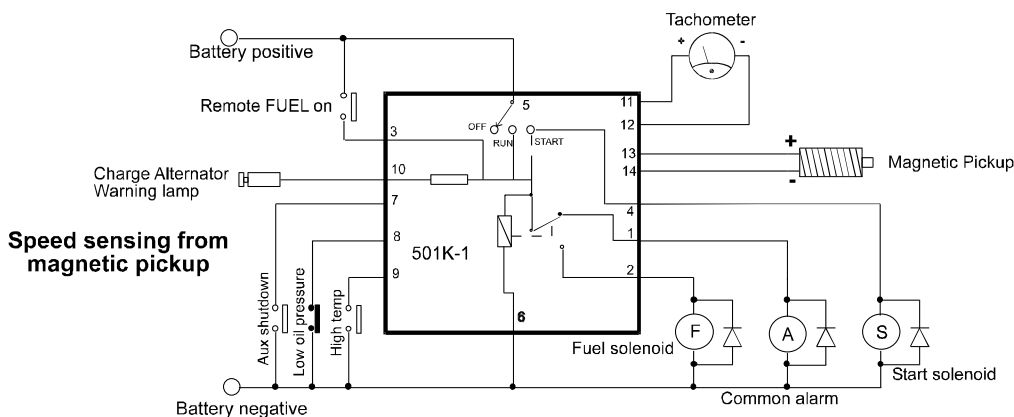 Tachometer
+ -
Battery positive
Remote FUEL on
5
OFF
RUN
START
11
12
3
13
14
+
-
Magnetic Pickup
Charge Alternator
Warning lamp
10
7
4
Speed sensing from
magnetic pickup
8
501K-1
1
9
2
6
Aux shutdown
Low oil pressure
High temp
F
A
S
Fuel solenoid
Start solenoid
Common alarm
Battery negative